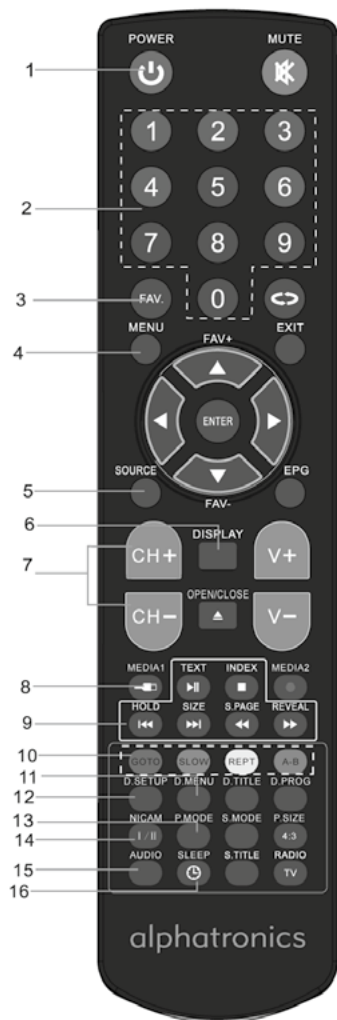 POWER MUTE
1
1 2 3
4 5 6
2
7 8 9
3 FAV. 0
MENU EXIT
4
FAV+
ENTER
SOURCE EPG
5
FAV-
6
DISPLAY
7 CH+ V+
OPEN/CLOSE
CH- V-
MEDIA1 TEXT INDEX MEDIA2
8
HOLD SIZE S.PAGE REVEAL
9
10 GOTO SLOW REPT A-B
11
D.SETUP D.MENU D.TITLE D.PROG
12
13
NICAM P.MODE S.MODE P.SIZE
14 I/II 4:3
AUDIO SLEEP S.TITLE RADIO
15 TV
16
alphatronics